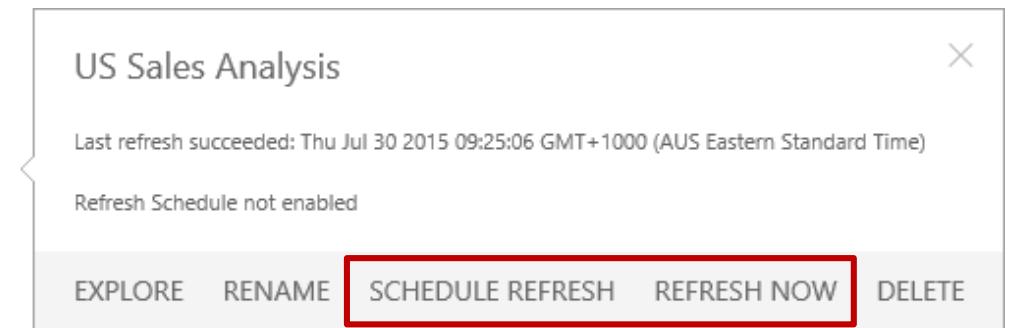 US Sales Analysis
Last refresh succeeded: Thu Jul 30 2015 09:25:06 GMT+1000 (AUS Eastern Standard Time)
Refresh Schedule not enabled
EXPLORE RENAME SCHEDULE REFRESH REFRESH NOW DELETE